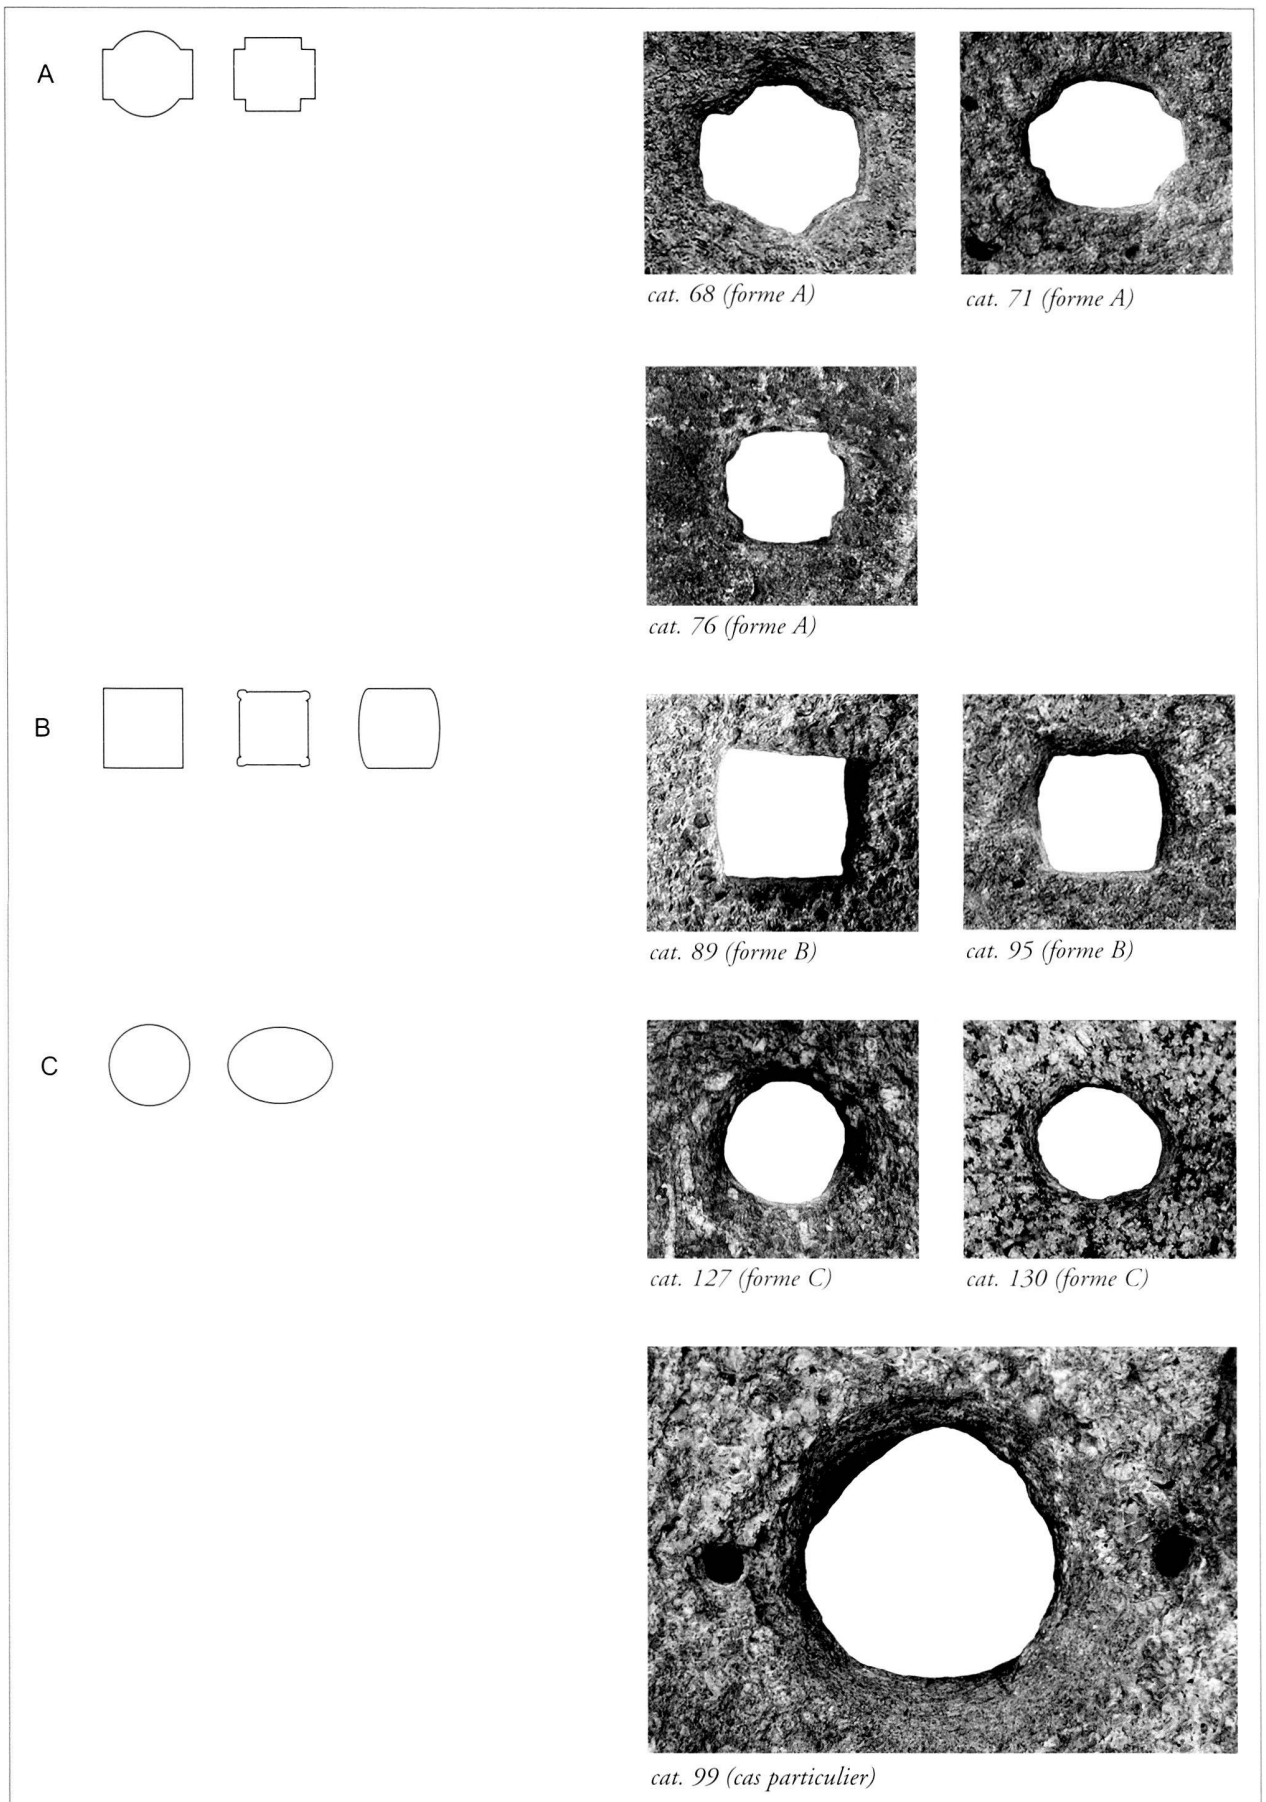 A
cat. 68 (forme A)
cat. 71 (forme A)
cat. 76 (forme A)
B
cat. 89 (forme B)
cat. 95 (forme B)
C
cat. 127 (forme C)
cat. 130 (forme C)
cat. 99 (cas particulier)